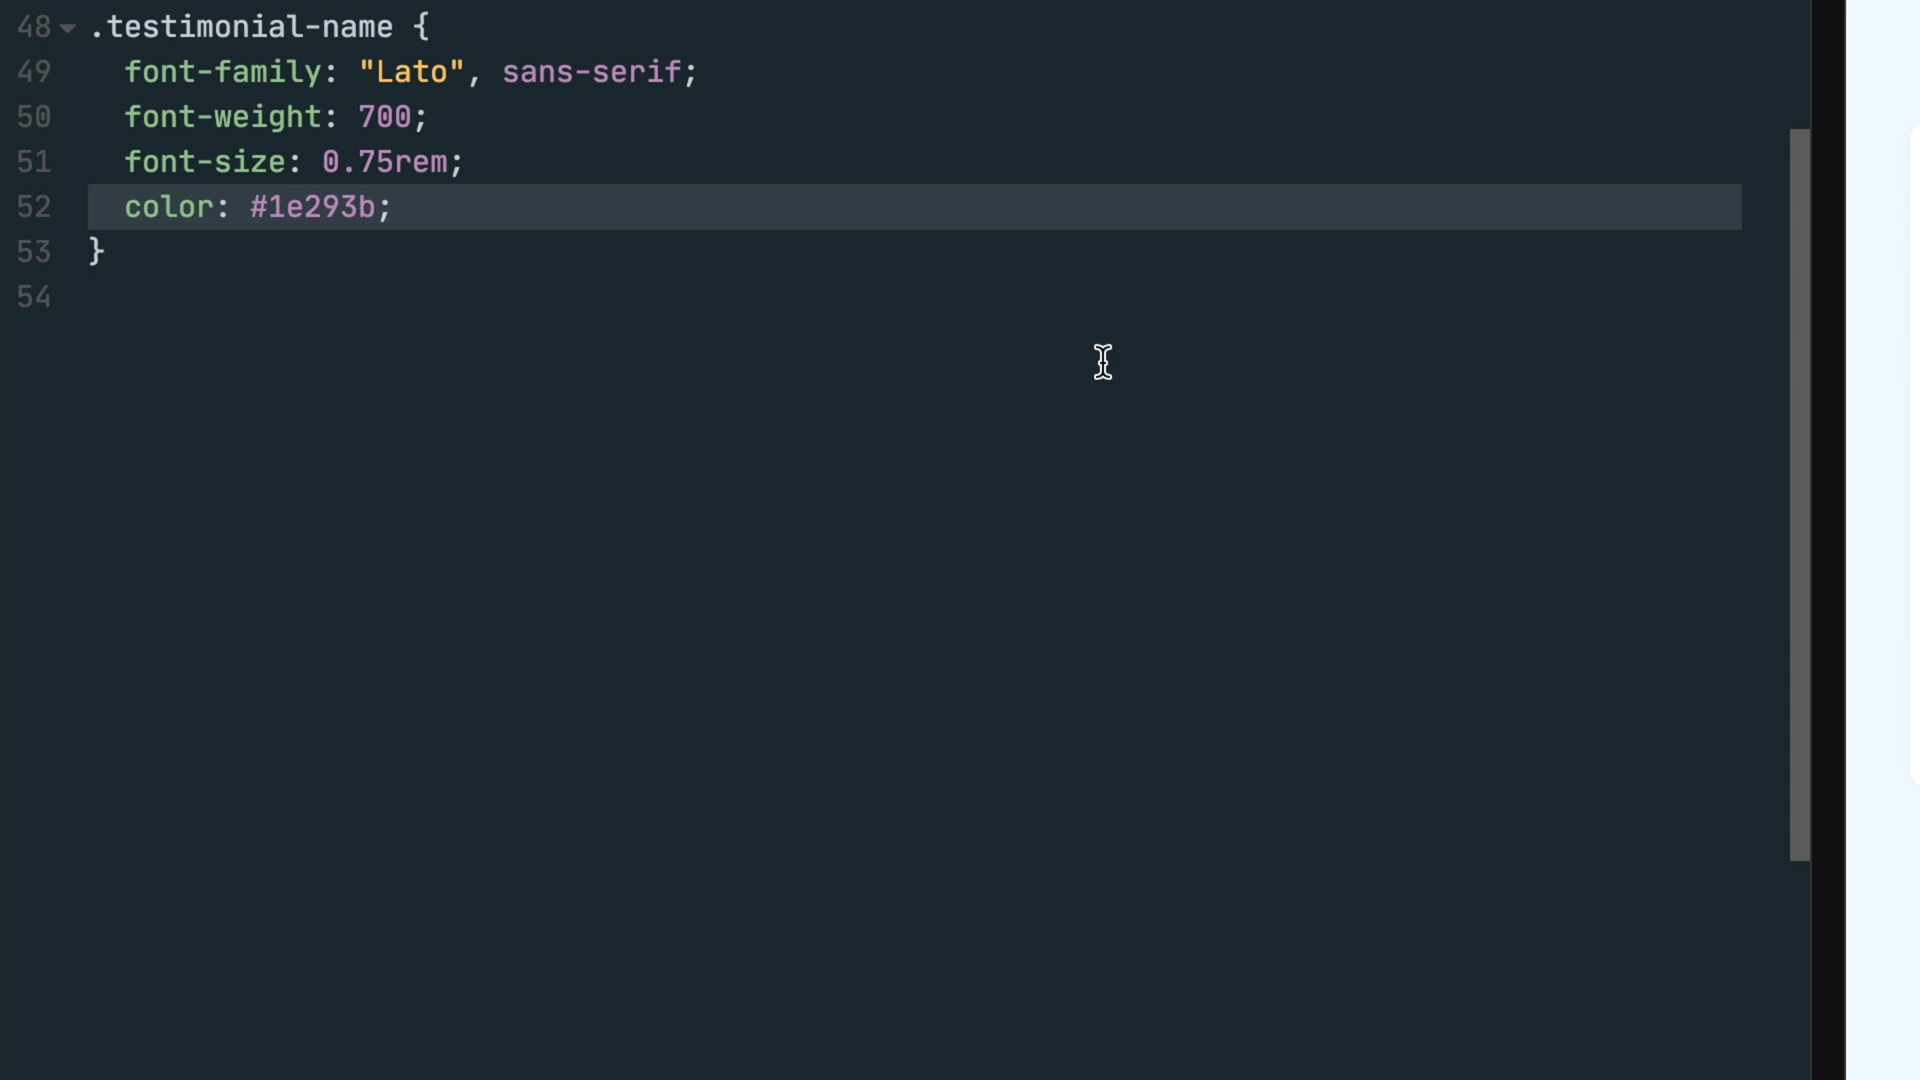 48 .testimonial-name {
49 font-family: "Lato", sans-serif;
50 font-weight: 700;
51 font-size: 0.75rem;
52 color: #1e293b;
53 }
54